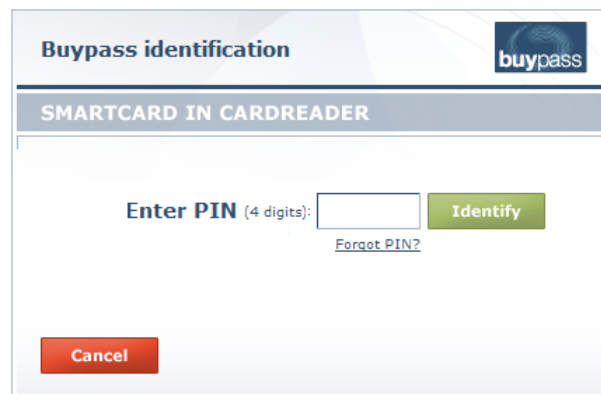 Buypass identification
buypass
SMARTCARD IN CARDREADER
Enter PIN (4 digits): Identify
Forgot PIN?
Cancel